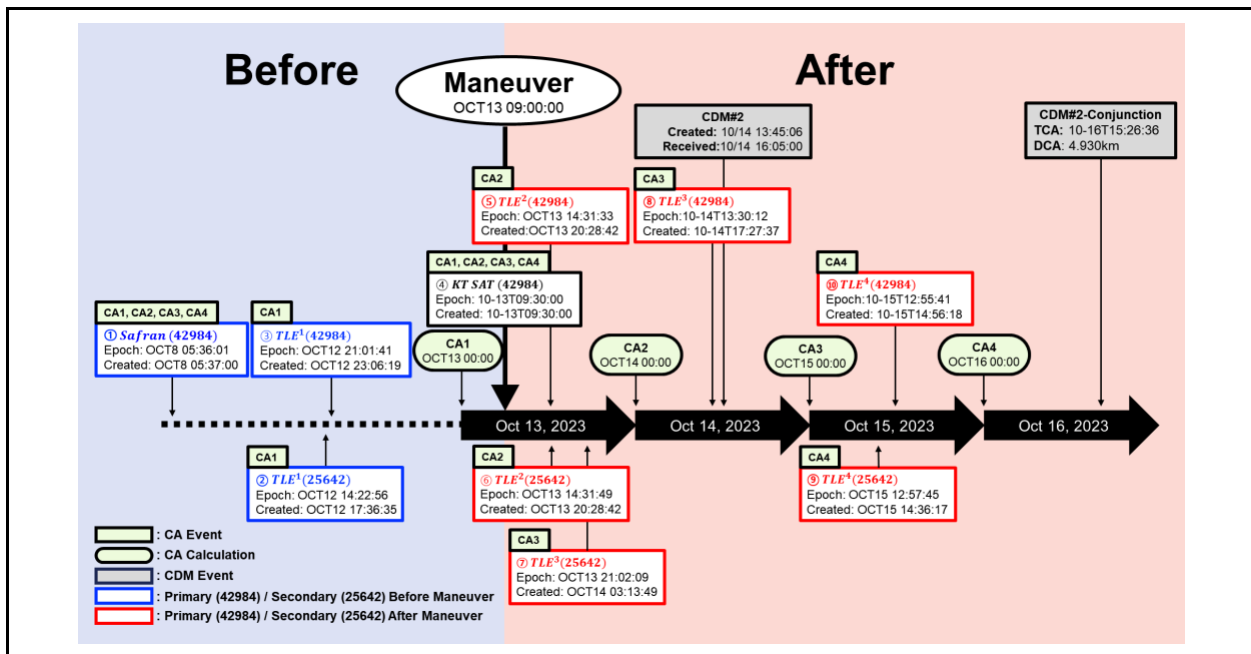 Before
After
Maneuver
OCT13 09:00:00
CDM#2
Created: 10/14 13:45:06
Received:10/14 16:05:00
CDM#2-Conjunction
TCA: 10-16T15:26:36
DCA: 4.930km
CA2
⑤ TLE²(42984)
Epoch: OCT13 14:31:33
Created:OCT13 20:28:42
CA3
⑧ TLE³(42984)
Epoch:10-14T13:30:12
Created: 10-14T17:27:37
CA1, CA2, CA3, CA4
④ KT SAT (42984)
Epoch: 10-13T09:30:00
Created: 10-13T09:30:00
CA4
⑩ TLE⁴(42984)
Epoch:10-15T12:55:41
Created: 10-15T14:56:18
CA1, CA2, CA3, CA4
① Safran (42984)
Epoch: OCT8 05:36:01
Created: OCT8 05:37:00
CA1
③ TLE¹(42984)
Epoch: OCT12 21:01:41
Created: OCT12 23:06:19
CA1
OCT13 00:00
CA2
OCT14 00:00
CA3
OCT15 00:00
CA4
OCT16 00:00
Oct 13, 2023
Oct 14, 2023
Oct 15, 2023
Oct 16, 2023
CA1
② TLE¹(25642)
Epoch: OCT12 14:22:56
Created: OCT12 17:36:35
CA2
⑥ TLE²(25642)
Epoch: OCT13 14:31:49
Created: OCT13 20:28:42
CA4
⑨ TLE⁴(25642)
Epoch: OCT15 12:57:45
Created: OCT15 14:36:17
CA3
⑦ TLE³(25642)
Epoch: OCT13 21:02:09
Created: OCT14 03:13:49
: CA Event
: CA Calculation
: CDM Event
: Primary (42984) / Secondary (25642) Before Maneuver
: Primary (42984) / Secondary (25642) After Maneuver